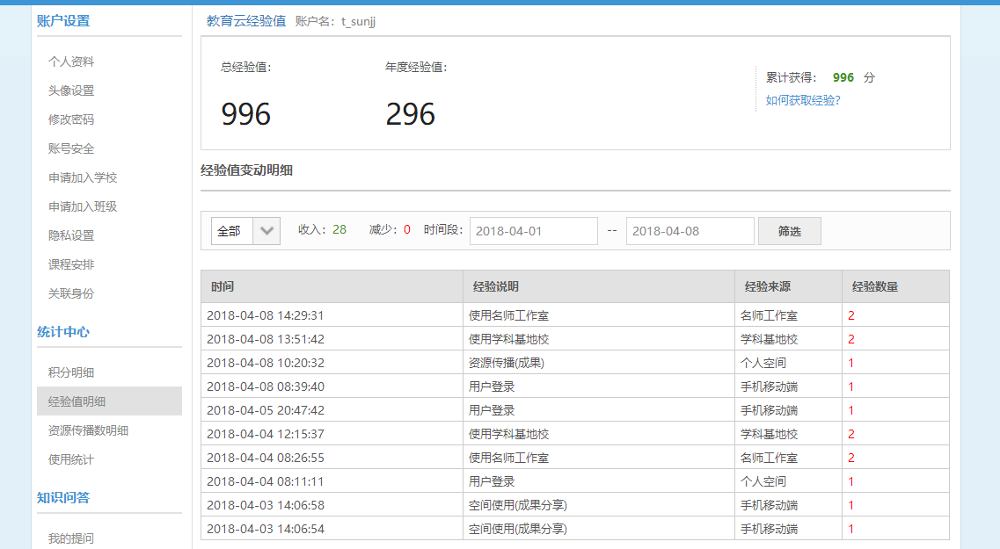 账户设置
个人资料
头像设置
修改密码
账号安全
申请加入学校
申请加入班级
隐私设置
课程安排
关联身份
统计中心
积分明细
经验值明细
资源传播数明细
使用统计
知识问答
我的提问
教育云经验值 账户名: t_sunjj
总经验值: 年度经验值:
996 296
累计获得: 996 分
如何获取经验?
经验值变动明细
全部 收入: 28 减少: 0 时间段: 2018-04-01 -- 2018-04-08 筛选
时间 经验说明 经验来源 经验数量
2018-04-08 14:29:31 使用名师工作室 名师工作室 2
2018-04-08 13:51:42 使用学科基地校 学科基地校 2
2018-04-08 10:20:32 资源传播(成果) 个人空间 1
2018-04-08 08:39:40 用户登录 手机移动端 1
2018-04-05 20:47:42 用户登录 手机移动端 1
2018-04-04 12:15:37 使用学科基地校 学科基地校 2
2018-04-04 08:26:55 使用名师工作室 名师工作室 2
2018-04-04 08:11:11 用户登录 个人空间 1
2018-04-03 14:06:58 空间使用(成果分享) 手机移动端 1
2018-04-03 14:06:54 空间使用(成果分享) 手机移动端 1